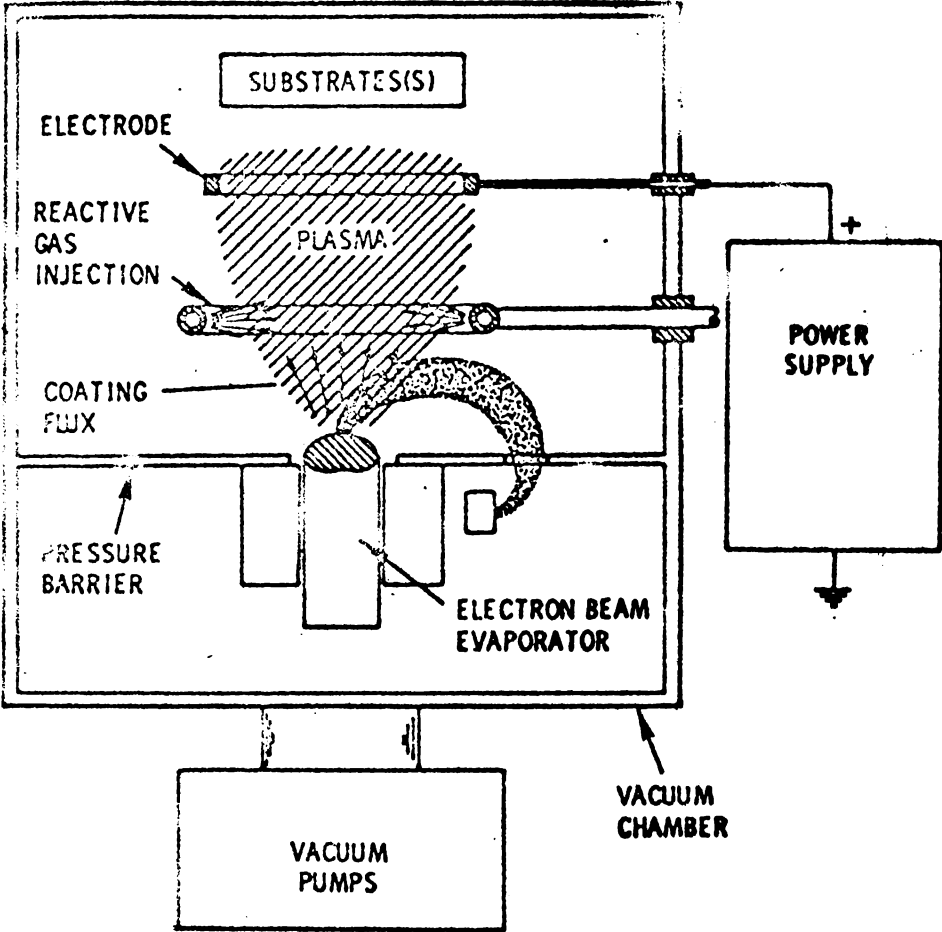 SUBSTRATES(S)
ELECTRODE
REACTIVE
GAS
INJECTION
PLASMA
+
POWER
SUPPLY
COATING
FLUX
PRESSURE
BARRIER
ELECTRON BEAM
EVAPORATOR
VACUUM
CHAMBER
VACUUM
PUMPS